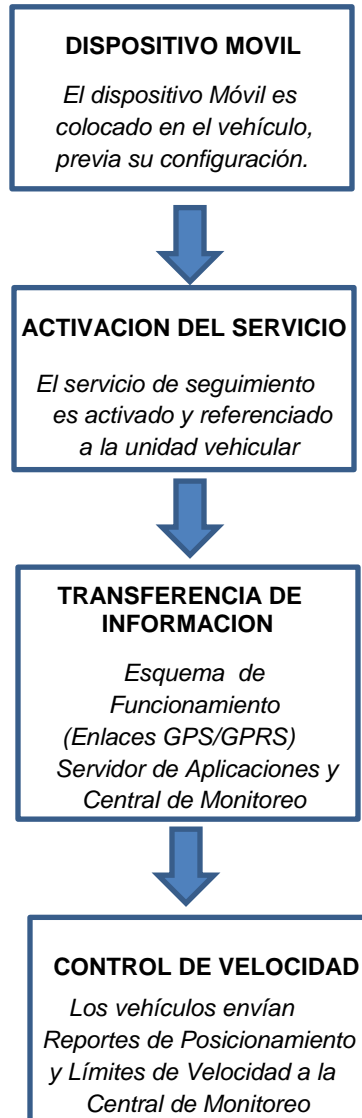 DISPOSITIVO MOVIL
El dispositivo Móvil es
colocado en el vehículo,
previa su configuración.
ACTIVACION DEL SERVICIO
El servicio de seguimiento
es activado y referenciado
a la unidad vehicular
TRANSFERENCIA DE
INFORMACION
Esquema de
Funcionamiento
(Enlaces GPS/GPRS)
Servidor de Aplicaciones y
Central de Monitoreo
CONTROL DE VELOCIDAD
Los vehículos envían
Reportes de Posicionamiento
y Límites de Velocidad a la
Central de Monitoreo